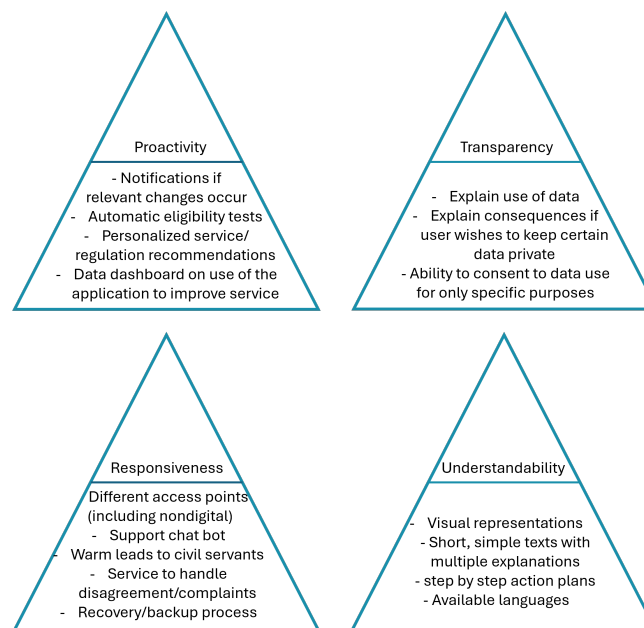 Proactivity
- Notifications if
relevant changes occur
- Automatic eligibility tests
- Personalized service/
regulation recommendations
- Data dashboard on use of the
application to improve service
Transparency
- Explain use of data
- Explain consequences if
user wishes to keep certain
data private
- Ability to consent to data use
for only specific purposes
Responsiveness
Different access points
(including nondigital)
- Support chat bot
- Warm leads to civil servants
- Service to handle
disagreement/complaints
- Recovery/backup process
Understandability
- Visual representations
- Short, simple texts with
multiple explanations
- step by step action plans
- Available languages